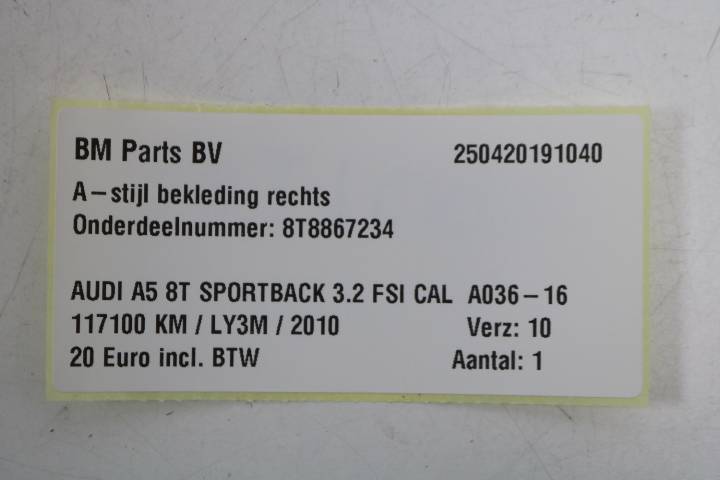 BM Parts BV 250420191040
A-stijl bekleding rechts
Onderdeelnummer: 8T8867234
AUDI A5 8T SPORTBACK 3.2 FSI CAL A036-16
117100 KM / LY3M / 2010 Verz: 10
20 Euro incl. BTW Aantal: 1